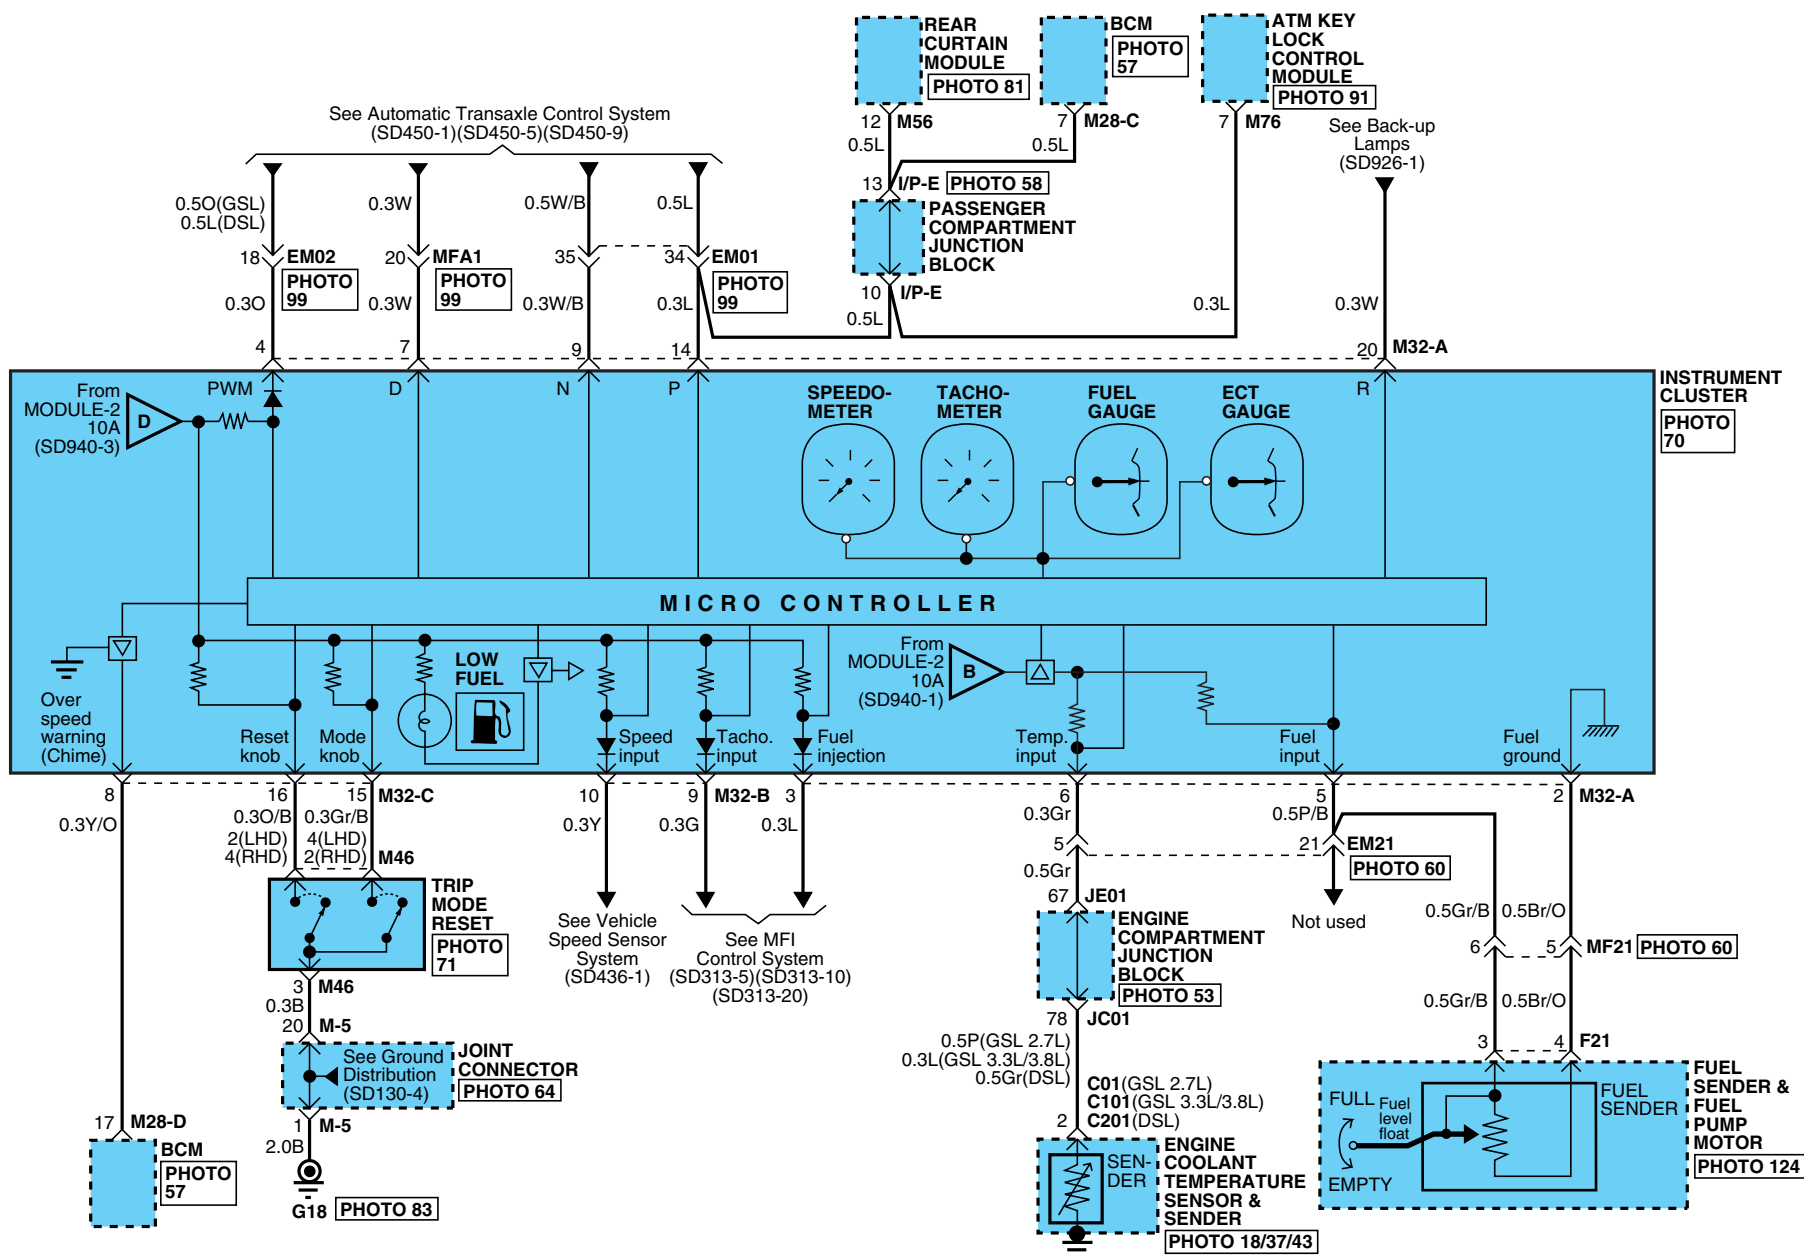 REAR
CURTAIN
MODULE
PHOTO 81
BCM
PHOTO
57
ATM KEY
LOCK
CONTROL
MODULE
PHOTO 91
See Automatic Transaxle Control System
(SD450-1)(SD450-5)(SD450-9)
12 M56
7 M28-C
7 M76
See Back-up
Lamps
(SD926-1)
0.5L
0.5L
0.5O(GSL)
0.5L(DSL)
0.3W
0.5W/B
0.5L
13 I/P-E PHOTO 58
PASSENGER
COMPARTMENT
JUNCTION
BLOCK
18 EM02
PHOTO
99
20 MFA1
PHOTO
99
35
34 EM01
PHOTO
99
10 I/P-E
0.3O
0.3W
0.3W/B
0.3L
0.5L
0.3L
0.3W
4
7
9
14
20 M32-A
INSTRUMENT
CLUSTER
PHOTO
70
From
MODULE-2
10A
(SD940-3)
D
PWM
D
N
P
R
SPEEDO-
METER
TACHO-
METER
FUEL
GAUGE
ECT
GAUGE
MICRO CONTROLLER
LOW
FUEL
From
MODULE-2
10A
(SD940-1)
B
Over
speed
warning
(Chime)
Reset
knob
Mode
knob
Speed
input
Tacho.
input
Fuel
injection
Temp.
input
Fuel
input
Fuel
ground
8
16
15 M32-C
10
9 M32-B
3
6
5
2 M32-A
0.3Y/O
0.3O/B
0.3Gr/B
0.3Y
0.3G
0.3L
0.3Gr
0.5P/B
2(LHD)
4(RHD)
4(LHD)
2(RHD)
M46
5
21 EM21
PHOTO 60
0.5Gr
TRIP
MODE
RESET
PHOTO
71
67 JE01
ENGINE
COMPARTMENT
JUNCTION
BLOCK
PHOTO 53
Not used
0.5Gr/B
0.5Br/O
See Vehicle
Speed Sensor
System
(SD436-1)
See MFI
Control System
(SD313-5)(SD313-10)
(SD313-20)
6
5 MF21 PHOTO 60
3 M46
0.3B
20 M-5
0.5Gr/B
0.5Br/O
78 JC01
0.5P(GSL 2.7L)
0.3L(GSL 3.3L/3.8L)
0.5Gr(DSL)
See Ground
Distribution
(SD130-4)
JOINT
CONNECTOR
PHOTO 64
3
4 F21
C01(GSL 2.7L)
C101(GSL 3.3L/3.8L)
2 C201(DSL)
FULL
Fuel
level
float
EMPTY
FUEL
SENDER
FUEL
SENDER &
FUEL
PUMP
MOTOR
PHOTO 124
17 M28-D
BCM
PHOTO
57
1 M-5
2.0B
G18 PHOTO 83
SEN-
DER
ENGINE
COOLANT
TEMPERATURE
SENSOR &
SENDER
PHOTO 18/37/43